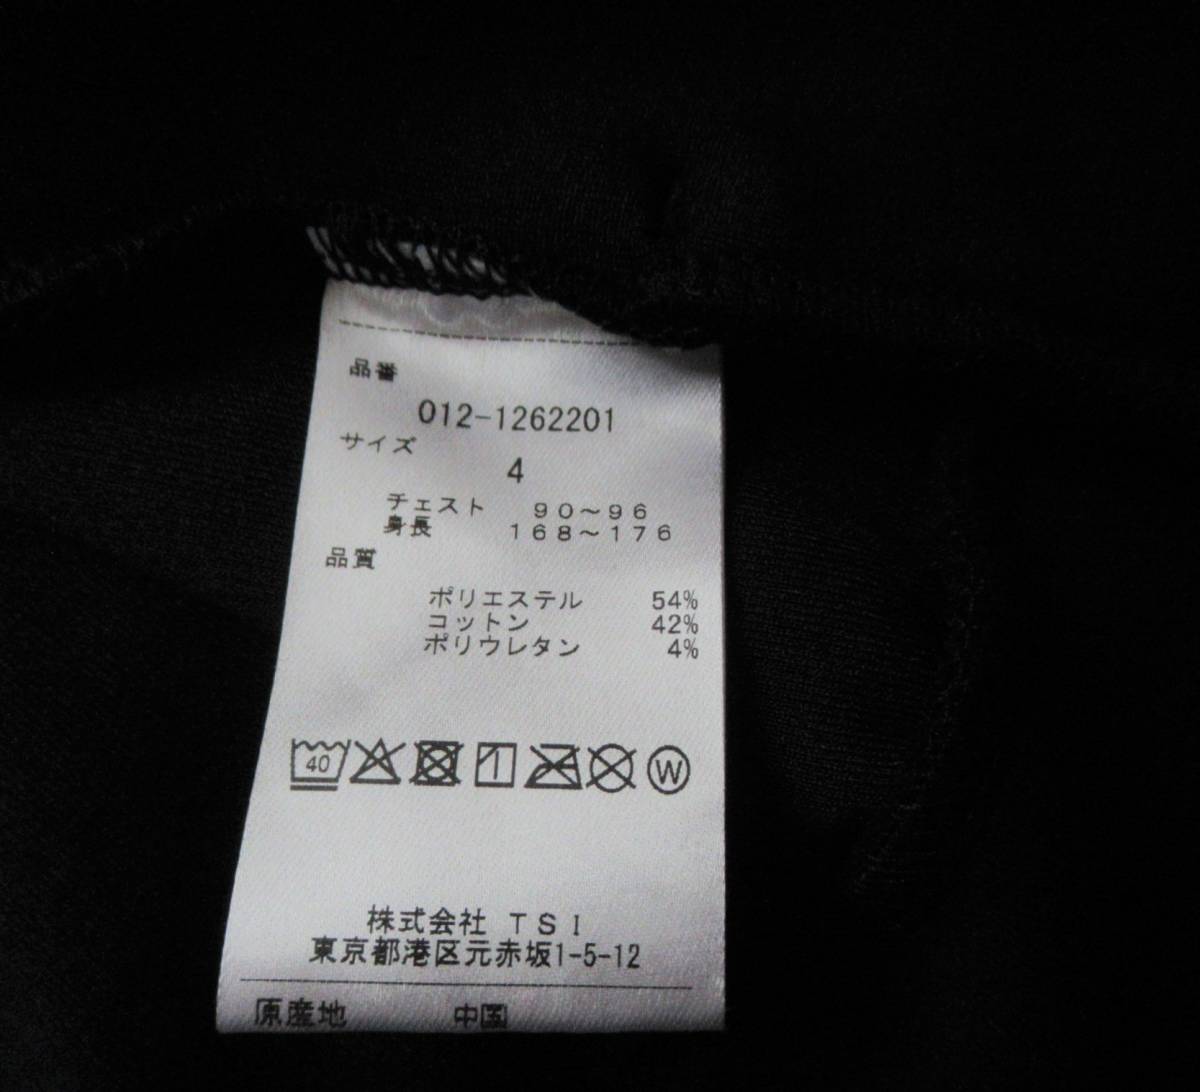 品番
012-1262201
サイズ
4
チェスト 90~96
身長 168~176
品質
ポリエステル 54%
コットン 42%
ポリウレタン 4%
40 W
株式会社 TSI
東京都港区元赤坂1-5-12
原産地 中国